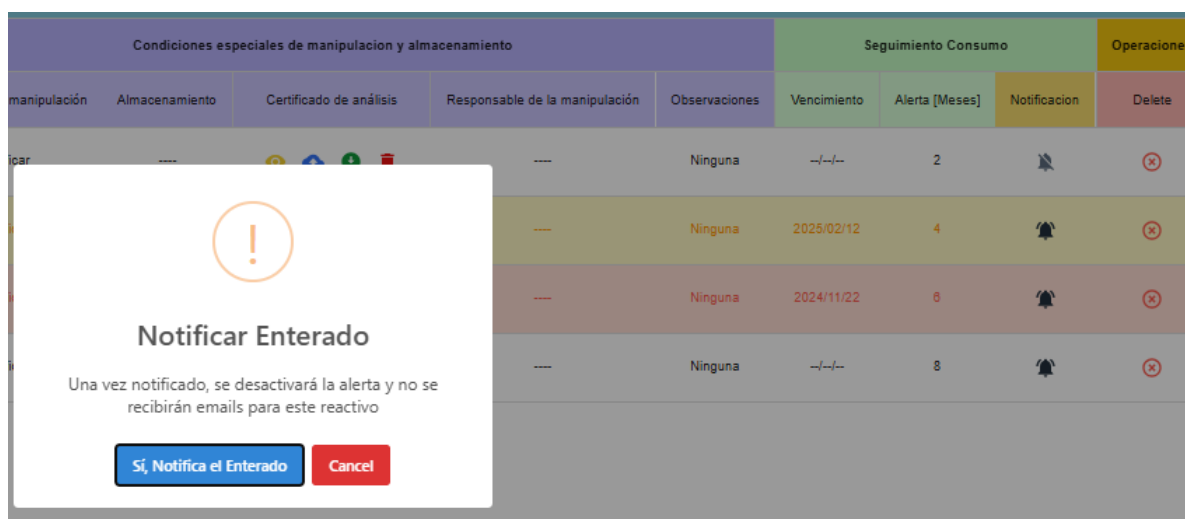 Condiciones especiales de manipulacion y almacenamiento Seguimiento Consumo
manipulación Almacenamiento Certificado de análisis Responsable de la manipulación Observaciones Vencimiento Alerta [Meses] Notificacion Delete
---- ---- Ninguna --/--/-- 2
---- Ninguna 2025/02/12 4
---- Ninguna 2024/11/22 6
---- Ninguna --/--/-- 8
!
Notificar Enterado
Una vez notificado, se desactivará la alerta y no se
recibirán emails para este reactivo
Sí, Notifica el Enterado Cancel